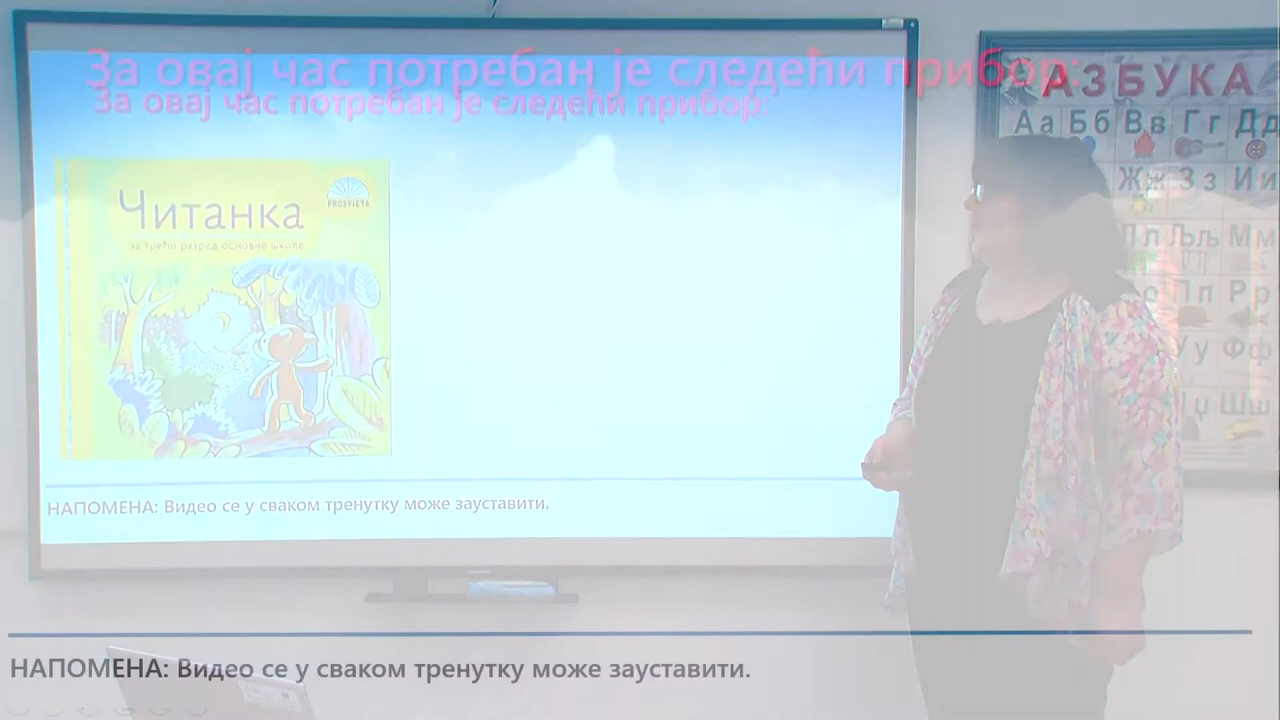 За овај час потребан је следећи прибор:
За овај час потребан је следећи прибор:
Читанка
за трећи разред основне школе
PROSVJETA
НАПОМЕНА: Видео се у сваком тренутку може зауставити.
НАПОМЕНА: Видео се у сваком тренутку може зауставити.
АЗБУКА
Аа Бб Вв Гг Дд
Жж Зз Ии
Лл Љљ Мм
Пп Рр
Уу Фф
Шш